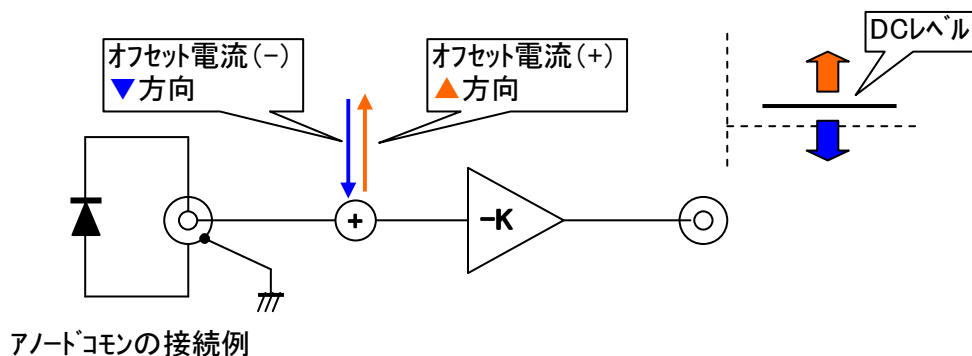 オフセット電流(－)
▼方向
オフセット電流(＋)
▲方向
DCレベル
+
-K
アノードコモンの接続例